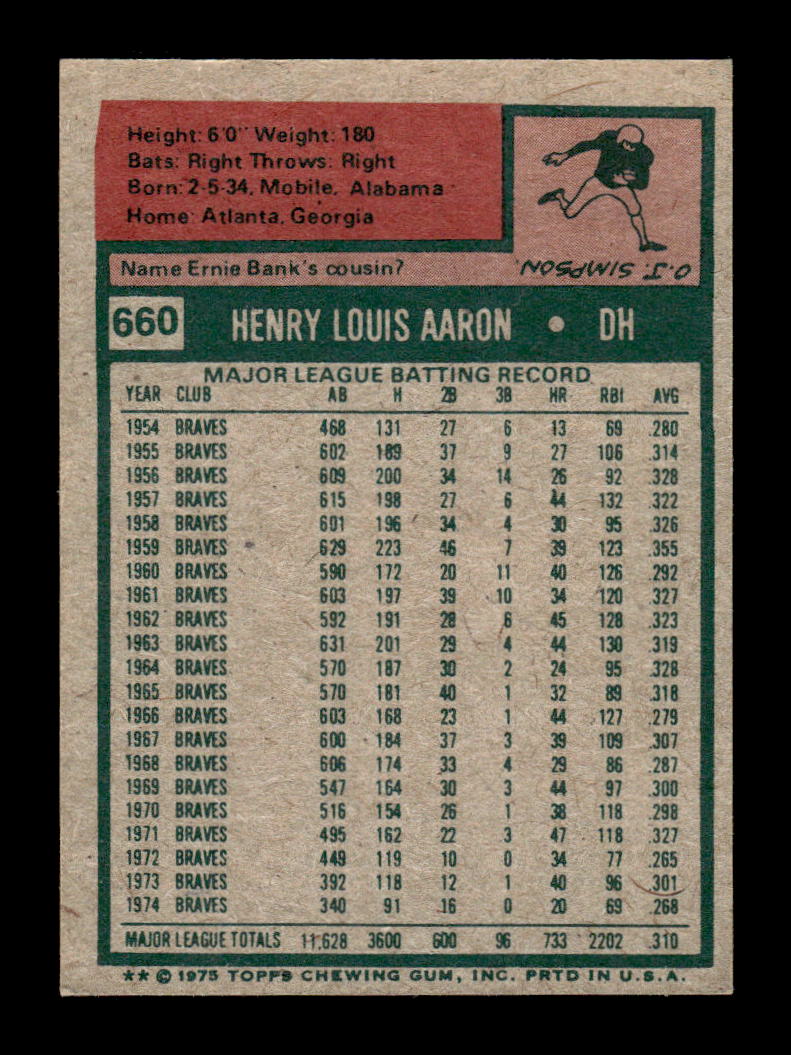 Height: 6'0" Weight: 180
Bats: Right Throws: Right
Born: 2-5-34, Mobile, Alabama
Home: Atlanta, Georgia
Name Ernie Bank's cousin?
O.J. SIMPSON
660 HENRY LOUIS AARON • DH
MAJOR LEAGUE BATTING RECORD
YEAR CLUB AB H 2B 3B HR RBI AVG
1954 BRAVES 468 131 27 6 13 69 .280
1955 BRAVES 602 189 37 9 27 106 .314
1956 BRAVES 609 200 34 14 26 92 .328
1957 BRAVES 615 198 27 6 44 132 .322
1958 BRAVES 601 196 34 4 30 95 .326
1959 BRAVES 629 223 46 7 39 123 .355
1960 BRAVES 590 172 20 11 40 126 .292
1961 BRAVES 603 197 39 10 34 120 .327
1962 BRAVES 592 191 28 6 45 128 .323
1963 BRAVES 631 201 29 4 44 130 .319
1964 BRAVES 570 187 30 2 24 95 .328
1965 BRAVES 570 181 40 1 32 89 .318
1966 BRAVES 603 168 23 1 44 127 .279
1967 BRAVES 600 184 37 3 39 109 .307
1968 BRAVES 606 174 33 4 29 86 .287
1969 BRAVES 547 164 30 3 44 97 .300
1970 BRAVES 516 154 26 1 38 118 .298
1971 BRAVES 495 162 22 3 47 118 .327
1972 BRAVES 449 119 10 0 34 77 .265
1973 BRAVES 392 118 12 1 40 96 .301
1974 BRAVES 340 91 16 0 20 69 .268
MAJOR LEAGUE TOTALS 11,628 3600 600 96 733 2202 .310
** © 1975 TOPPS CHEWING GUM, INC. PRTD IN U.S.A.